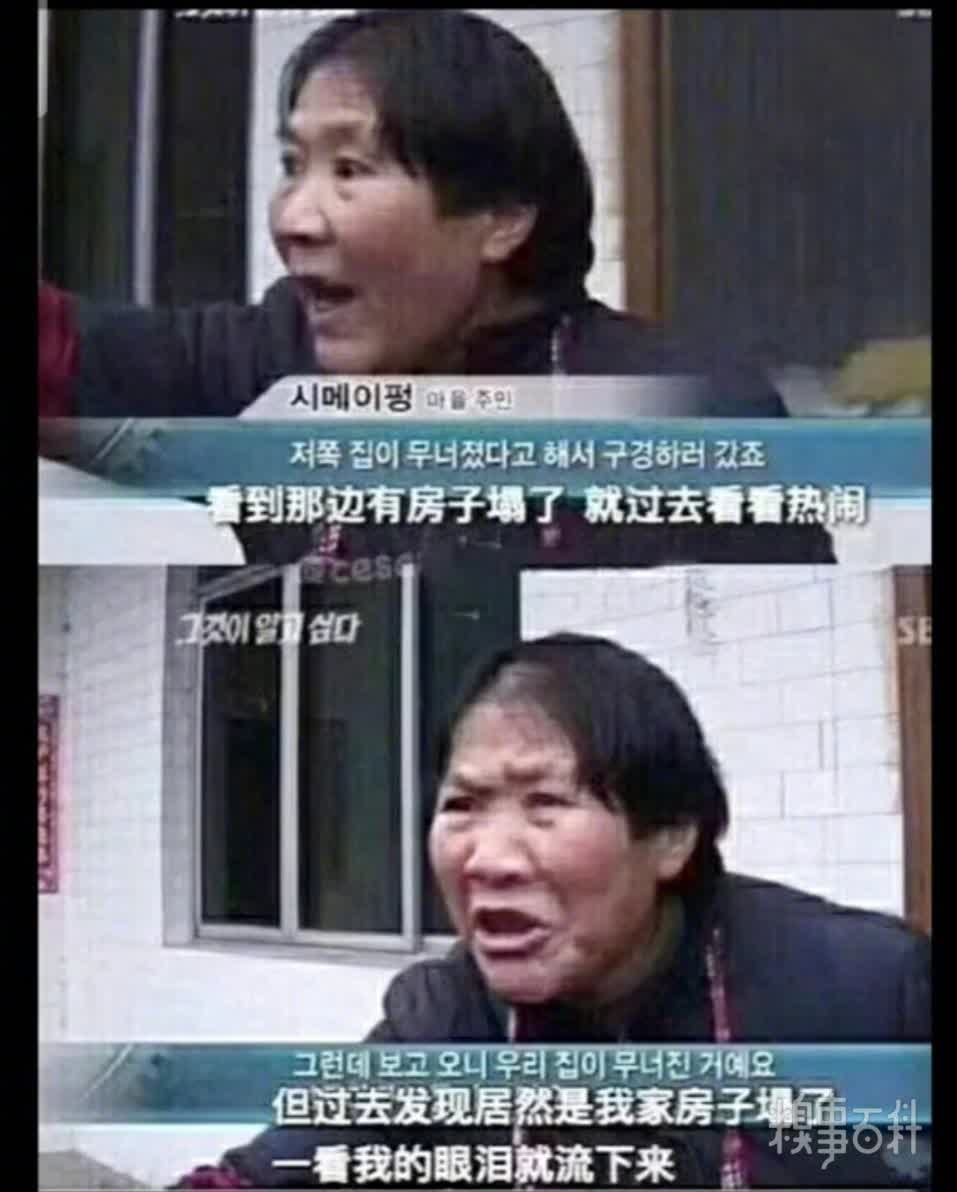 시메이펑 마을 주민
저쪽 집이 무너졌다고 해서 구경하러 갔죠
看到那边有房子塌了 就过去看看热闹
그것이 알고 싶다
그런데 보고 오니 우리 집이 무너진 거예요
但过去发现居然是我家房子塌了
一看我的眼泪就流下来
糗事百科